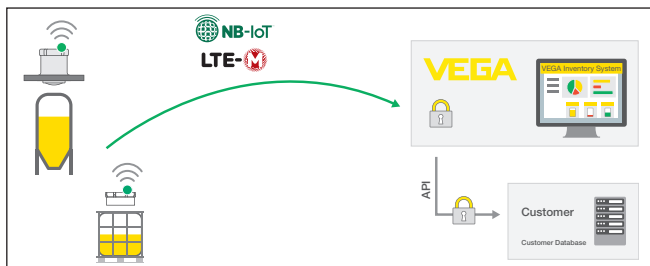 NB-IoT
LTE-M
VEGA
VEGA Inventory System
API
Customer
Customer Database